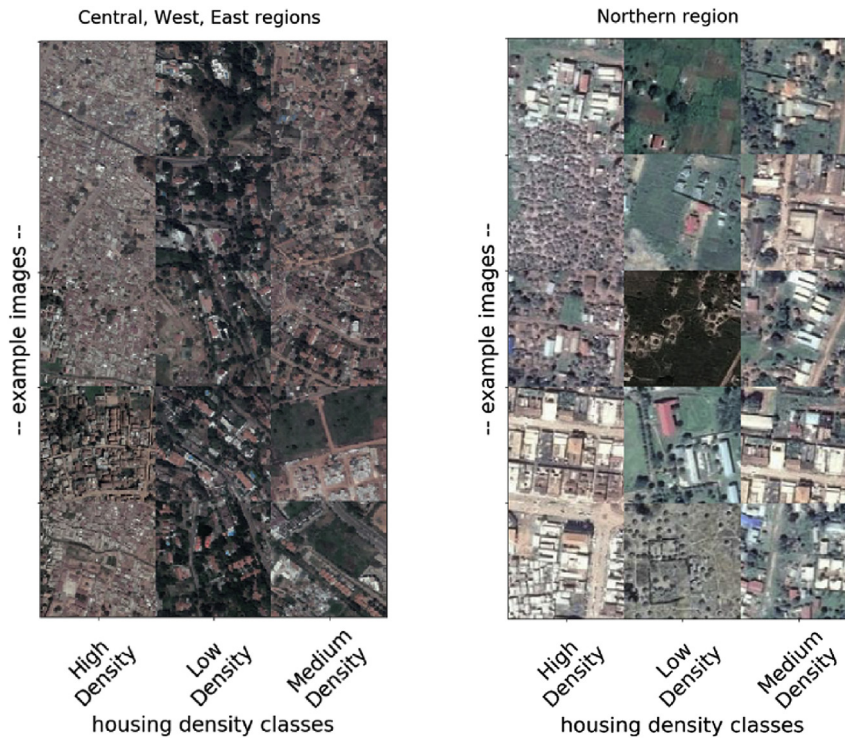 Central, West, East regions
Northern region
-- example images --
-- example images --
High
Density
Low
Density
Medium
Density
High
Density
Low
Density
Medium
Density
housing density classes
housing density classes